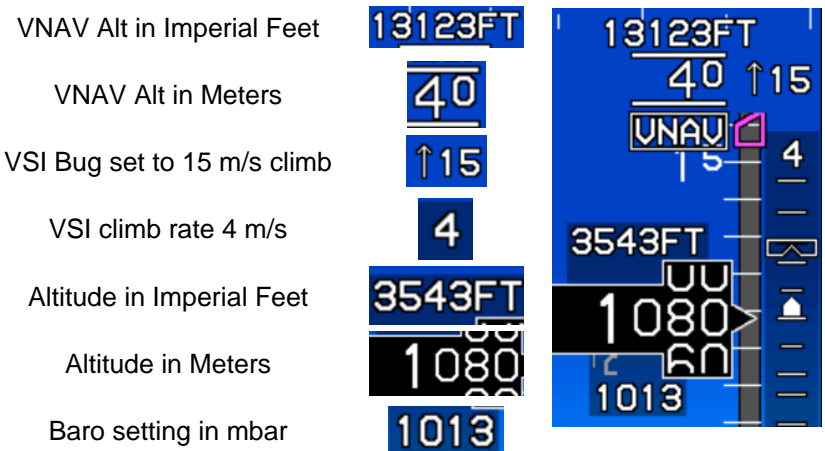 VNAV Alt in Imperial Feet 13123FT
VNAV Alt in Meters 40
VSI Bug set to 15 m/s climb ↑15
VSI climb rate 4 m/s 4
Altitude in Imperial Feet 3543FT
Altitude in Meters 1080
Baro setting in mbar 1013
13123FT
40 ↑15
VNAV
15 4
3543FT
1080
1013